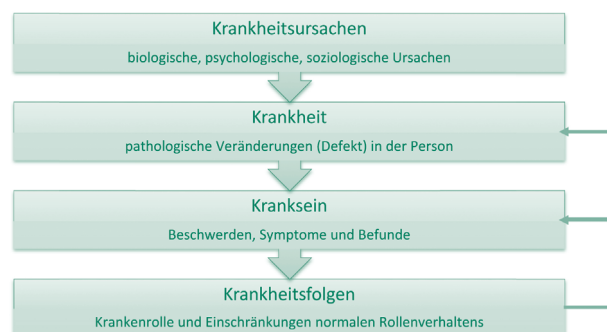 Krankheitsursachen
biologische, psychologische, soziologische Ursachen
Krankheit
pathologische Veränderungen (Defekt) in der Person
Kranksein
Beschwerden, Symptome und Befunde
Krankheitsfolgen
Krankenrolle und Einschränkungen normalen Rollenverhaltens